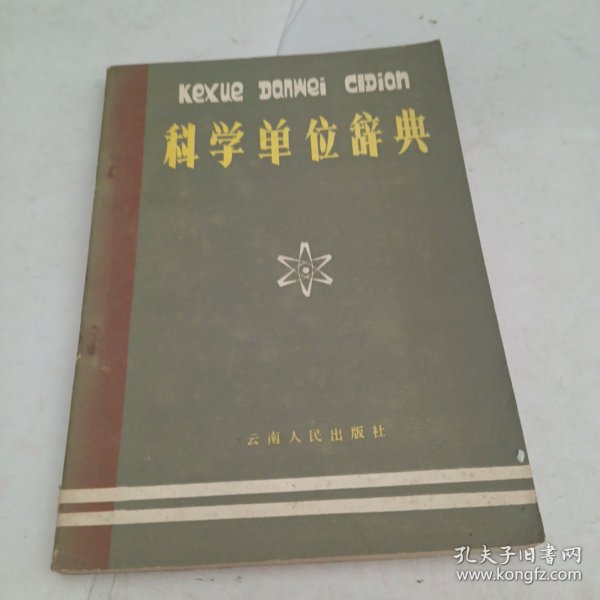 Kexue Danwei CIDian
科学单位辞典
云南人民出版社
孔夫子旧书网
www.kongfz.com